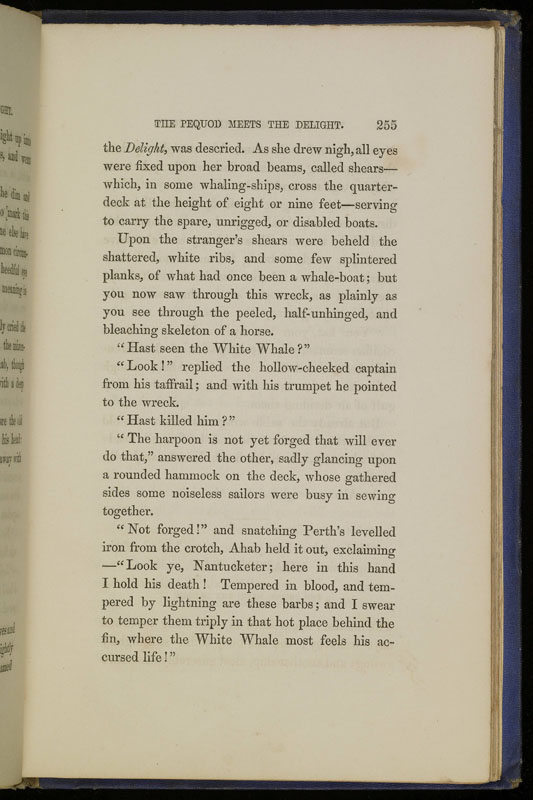 THE PEQUOD MEETS THE DELIGHT. 255
the Delight, was descried. As she drew nigh, all eyes
were fixed upon her broad beams, called shears—
which, in some whaling-ships, cross the quarter-
deck at the height of eight or nine feet—serving
to carry the spare, unrigged, or disabled boats.
Upon the stranger's shears were beheld the
shattered, white ribs, and some few splintered
planks, of what had once been a whale-boat; but
you now saw through this wreck, as plainly as
you see through the peeled, half-unhinged, and
bleaching skeleton of a horse.
"Hast seen the White Whale?"
"Look!" replied the hollow-cheeked captain
from his taffrail; and with his trumpet he pointed
to the wreck.
"Hast killed him?"
"The harpoon is not yet forged that will ever
do that," answered the other, sadly glancing upon
a rounded hammock on the deck, whose gathered
sides some noiseless sailors were busy in sewing
together.
"Not forged!" and snatching Perth's levelled
iron from the crotch, Ahab held it out, exclaiming
—"Look ye, Nantucketer; here in this hand
I hold his death! Tempered in blood, and tem-
pered by lightning are these barbs; and I swear
to temper them triply in that hot place behind the
fin, where the White Whale most feels his ac-
cursed life!"